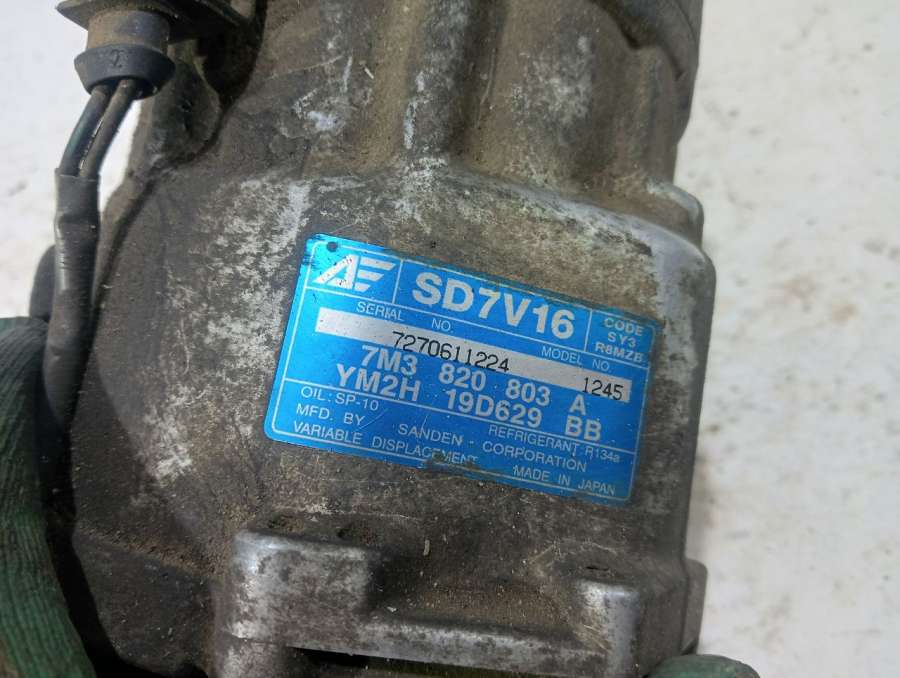 AE SD7V16
CODE
SY3
R8MZB
SERIAL NO. MODEL NO.
7270611224 1245
7M3 820 803 A
YM2H 19D629 BB
OIL: SP-10 REFRIGERANT: R134a
MFD. BY SANDEN CORPORATION
VARIABLE DISPLACEMENT MADE IN JAPAN